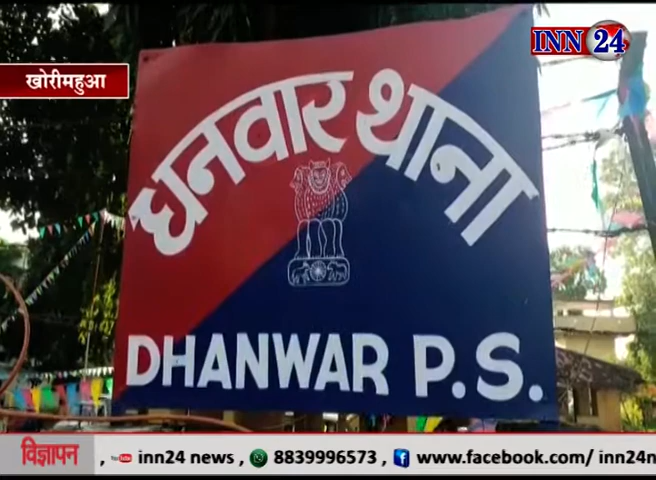 INN 24
खोरीमहुआ
धनवार थाना
DHANWAR P.S.
विज्ञापन , inn24 news , 8839996573 , www.facebook.com/inn24n